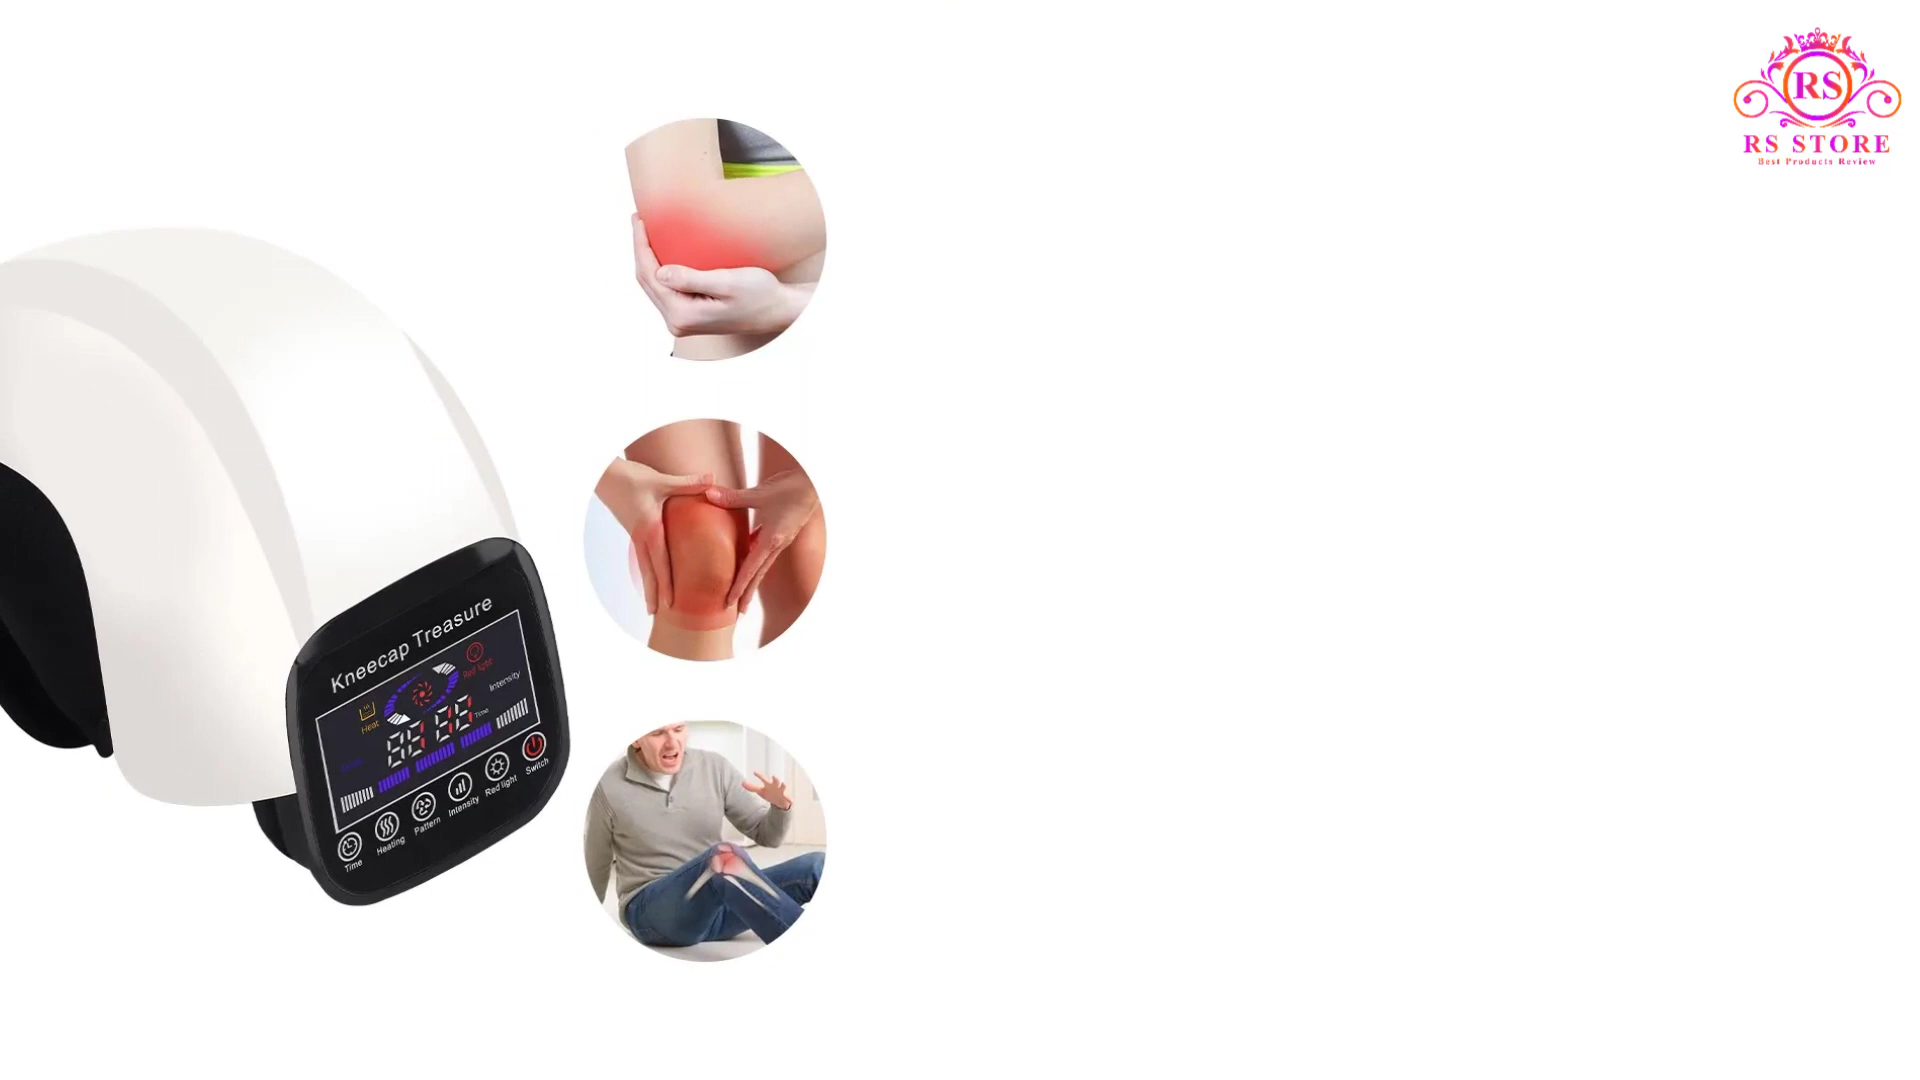 RS
RS STORE
Best Products Review
Kneecap Treasure
Red light
Heat
Intensity
Time
Time
Heating
Pattern
Intensity
Red light
Switch